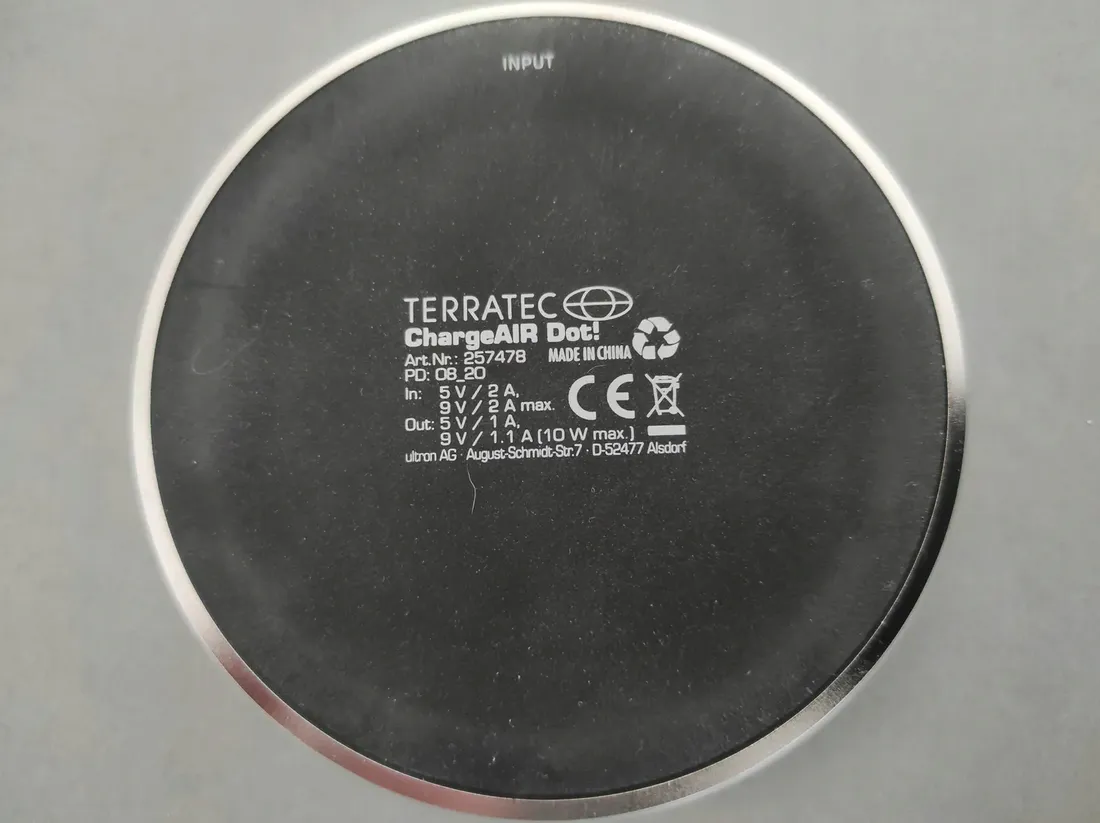 INPUT
TERRATEC
ChargeAIR Dot!
Art.Nr.: 257478 MADE IN CHINA
PD: 08_20
In: 5 V / 2 A,
9 V / 2 A max.
CE
Out: 5 V / 1 A,
9 V / 1.1 A (10 W max.)
ultron AG · August-Schmidt-Str.7 · D-52477 Alsdorf